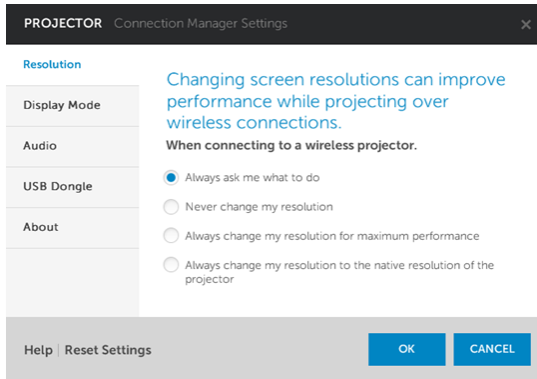 PROJECTOR Connection Manager Settings
Resolution
Display Mode
Audio
USB Dongle
About
Changing screen resolutions can improve
performance while projecting over
wireless connections.
When connecting to a wireless projector.
Always ask me what to do
Never change my resolution
Always change my resolution for maximum performance
Always change my resolution to the native resolution of the
projector
Help | Reset Settings
OK
CANCEL